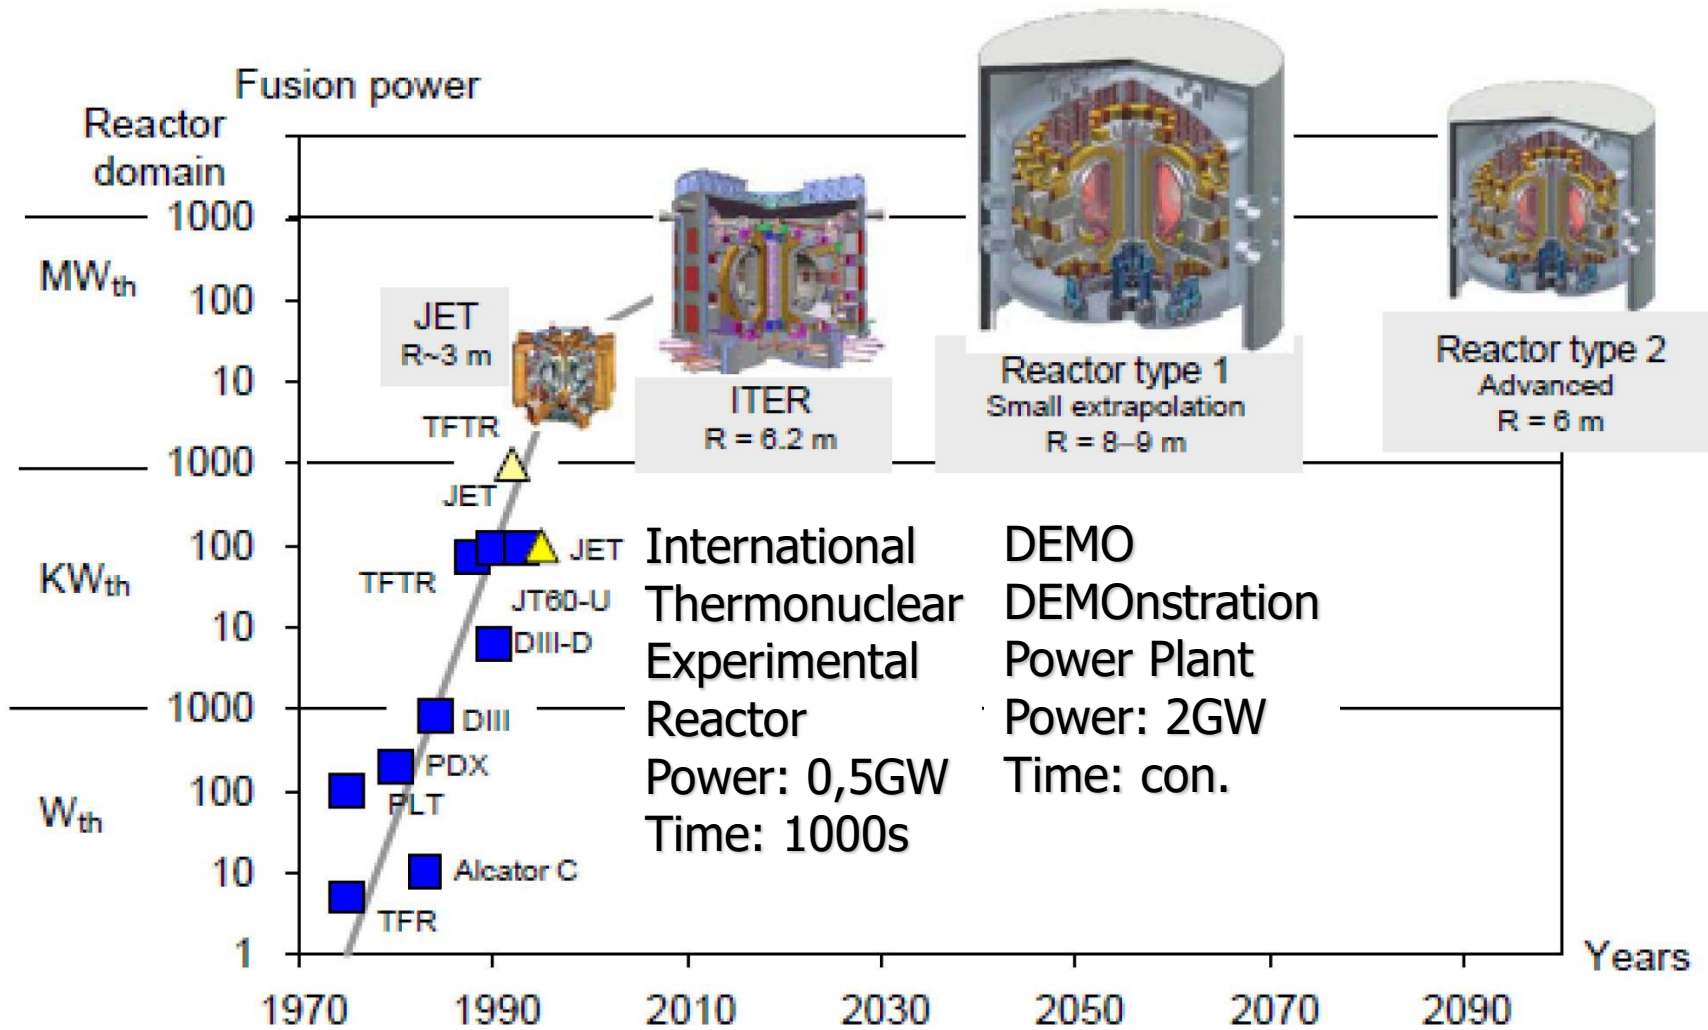 Fusion power
Reactor
domain
1000
MWth
100
10
1000
KWth
100
10
1000
Wth
100
10
1
JET
R~3 m
ITER
R = 6.2 m
Reactor type 1
Small extrapolation
R = 8–9 m
Reactor type 2
Advanced
R = 6 m
TFTR
JET
JET
TFTR
JT60-U
DIII-D
DIII
PDX
PLT
Alcator C
TFR
International
Thermonuclear
Experimental
Reactor
Power: 0,5GW
Time: 1000s
DEMO
DEMOnstration
Power Plant
Power: 2GW
Time: con.
Years
1970 1990 2010 2030 2050 2070 2090